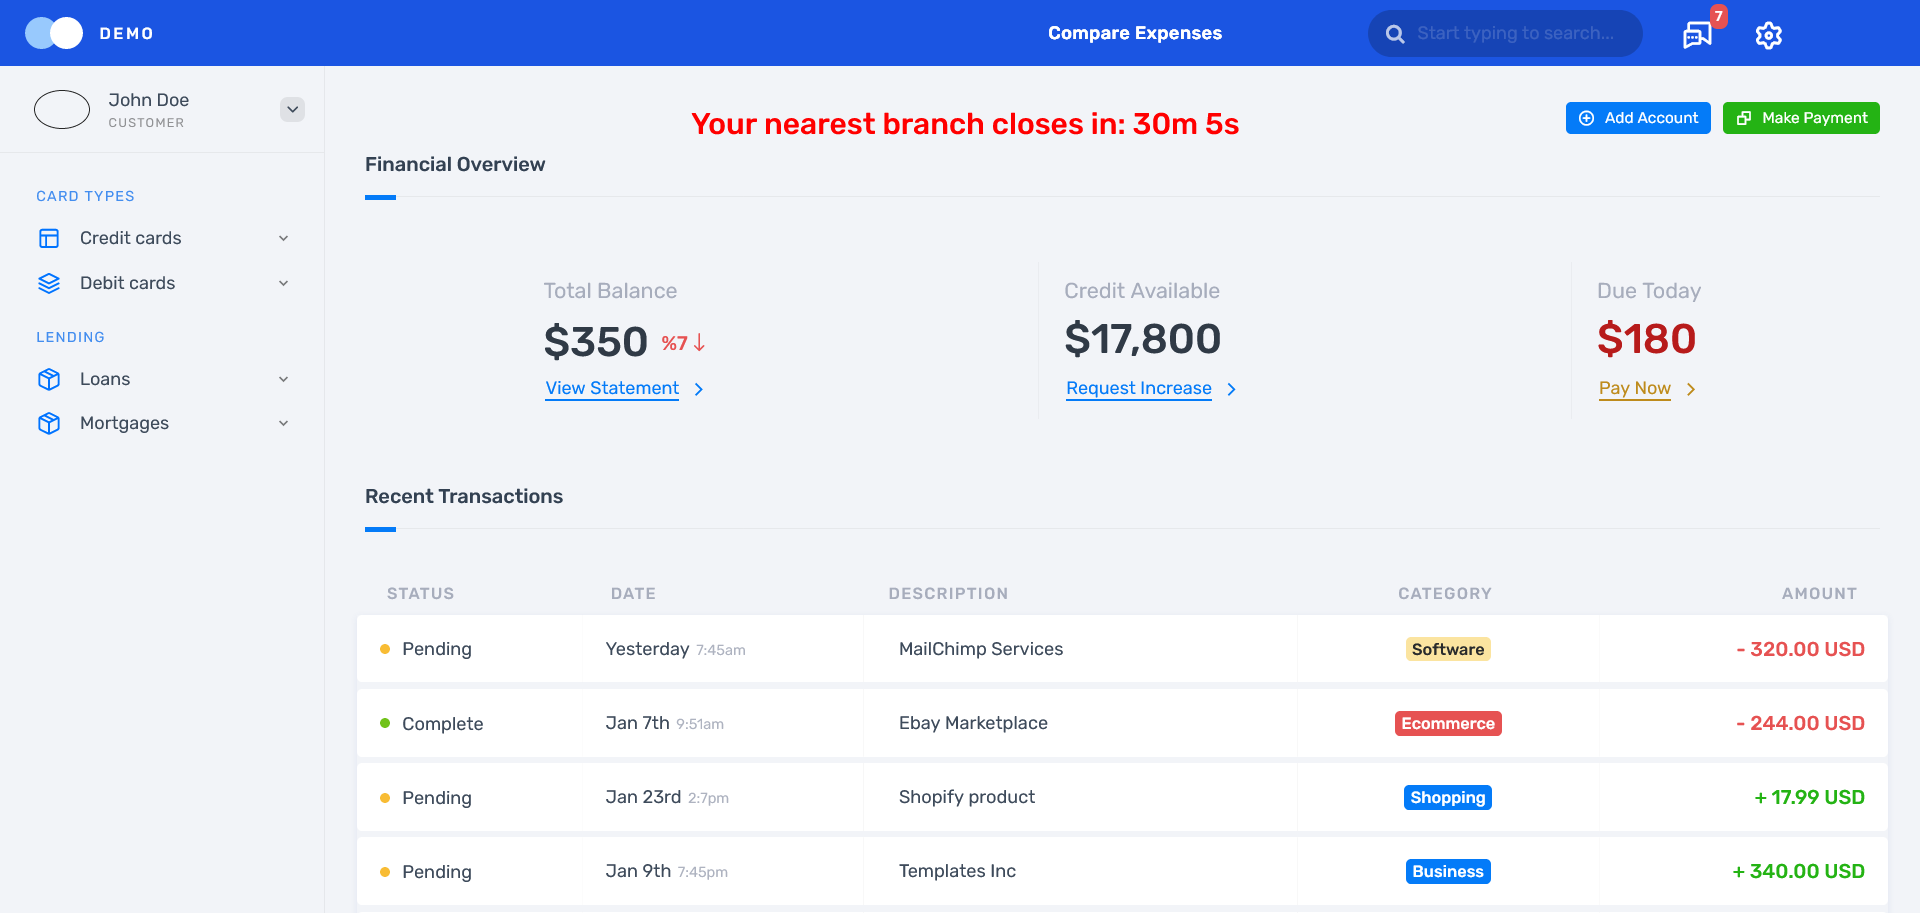 DEMO
Compare Expenses
Start typing to search...
7
John Doe
CUSTOMER
Your nearest branch closes in: 30m 5s
Add Account
Make Payment
Financial Overview
CARD TYPES
Credit cards
Debit cards
LENDING
Loans
Mortgages
Total Balance
$350 %7
View Statement
Credit Available
$17,800
Request Increase
Due Today
$180
Pay Now
Recent Transactions
STATUS DATE DESCRIPTION CATEGORY AMOUNT
Pending Yesterday 7:45am MailChimp Services Software - 320.00 USD
Complete Jan 7th 9:51am Ebay Marketplace Ecommerce - 244.00 USD
Pending Jan 23rd 2:7pm Shopify product Shopping + 17.99 USD
Pending Jan 9th 7:45pm Templates Inc Business + 340.00 USD